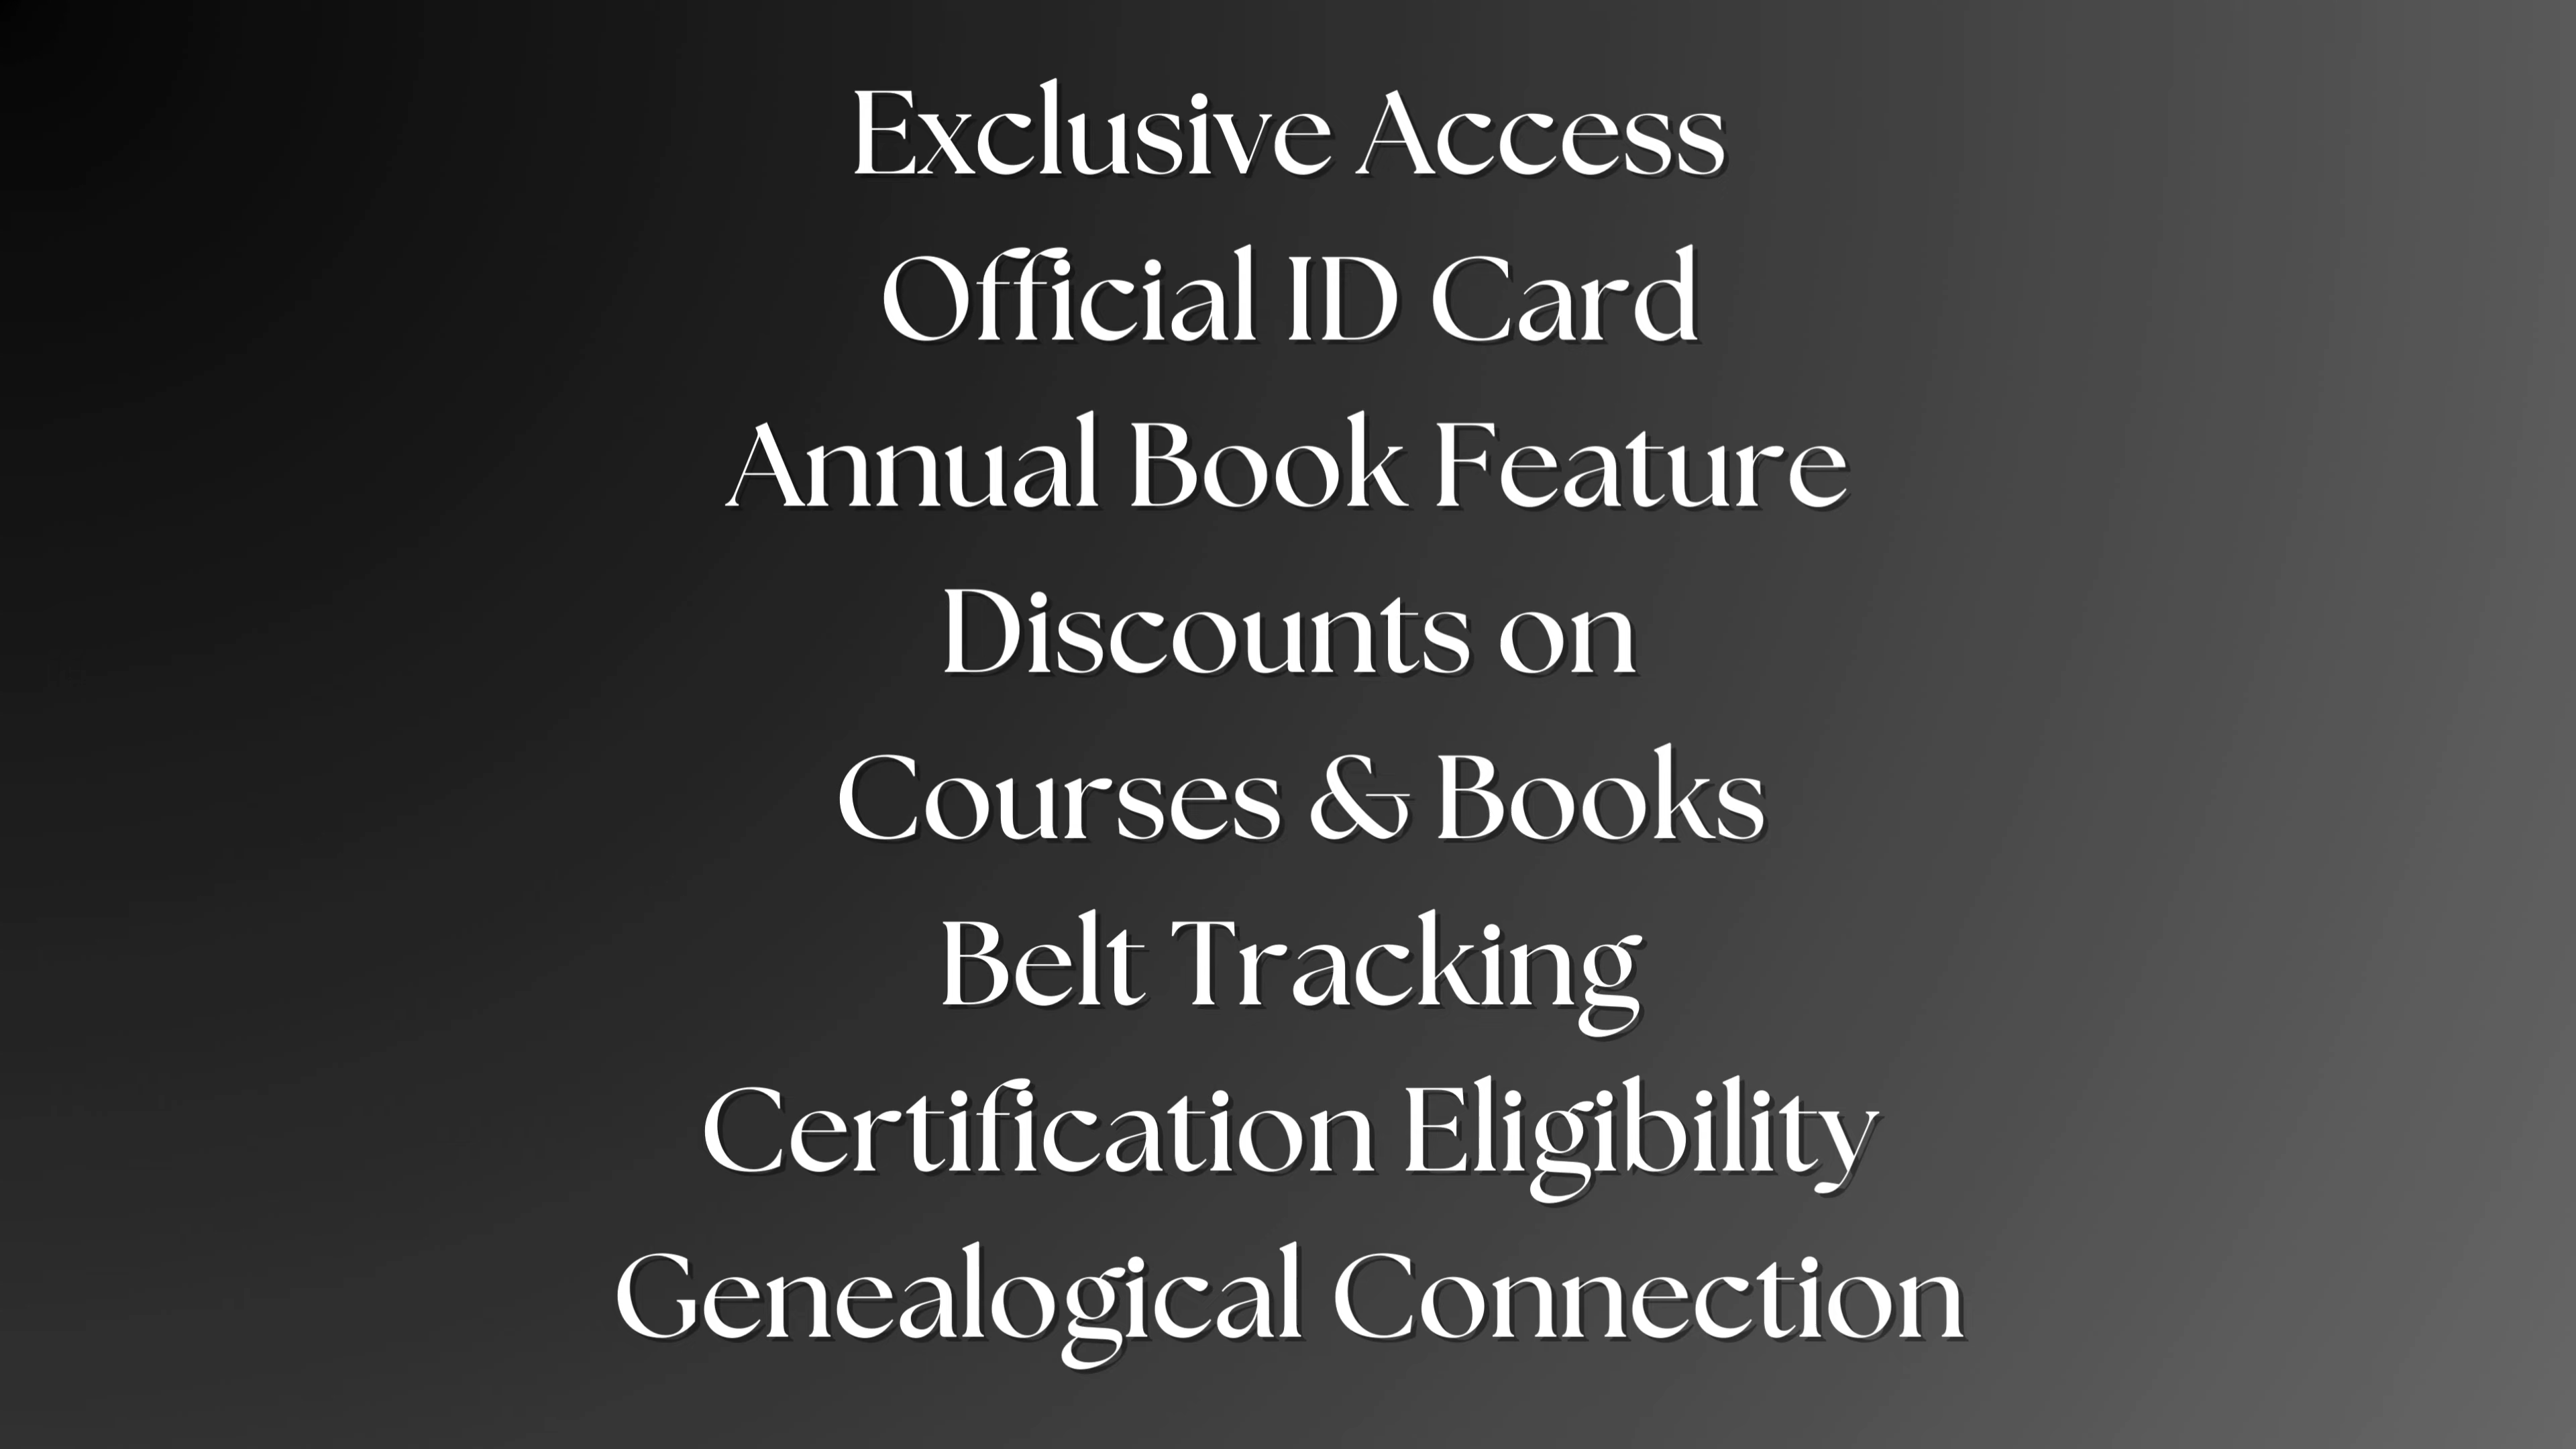 Exclusive Access
Official ID Card
Annual Book Feature
Discounts on
Courses & Books
Belt Tracking
Certification Eligibility
Genealogical Connection